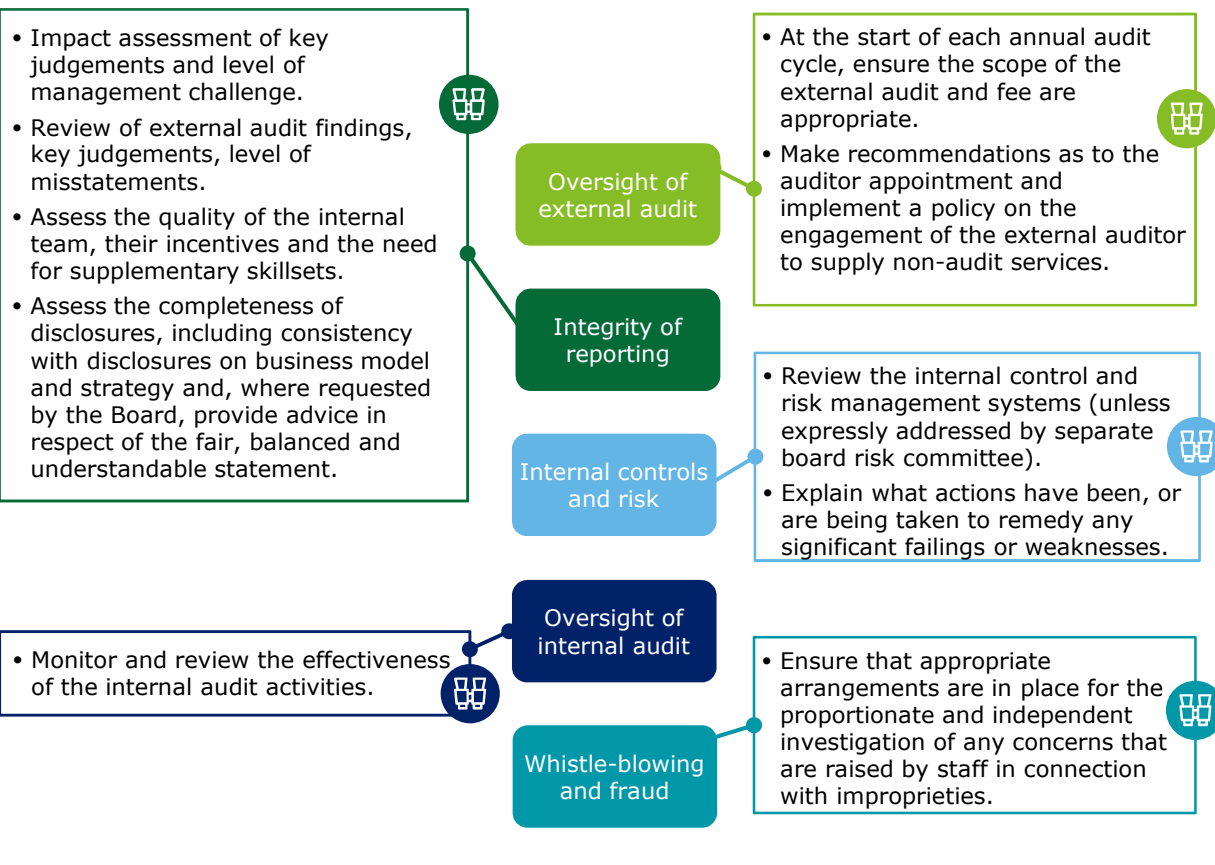 • Impact assessment of key
judgements and level of
management challenge.
• Review of external audit findings,
key judgements, level of
misstatements.
• Assess the quality of the internal
team, their incentives and the need
for supplementary skillsets.
• Assess the completeness of
disclosures, including consistency
with disclosures on business model
and strategy and, where requested
by the Board, provide advice in
respect of the fair, balanced and
understandable statement.
• At the start of each annual audit
cycle, ensure the scope of the
external audit and fee are
appropriate.
• Make recommendations as to the
auditor appointment and
implement a policy on the
engagement of the external auditor
to supply non-audit services.
Oversight of
external audit
Integrity of
reporting
Internal controls
and risk
• Review the internal control and
risk management systems (unless
expressly addressed by separate
board risk committee).
• Explain what actions have been, or
are being taken to remedy any
significant failings or weaknesses.
Oversight of
internal audit
• Monitor and review the effectiveness
of the internal audit activities.
Whistle-blowing
and fraud
• Ensure that appropriate
arrangements are in place for the
proportionate and independent
investigation of any concerns that
are raised by staff in connection
with improprieties.